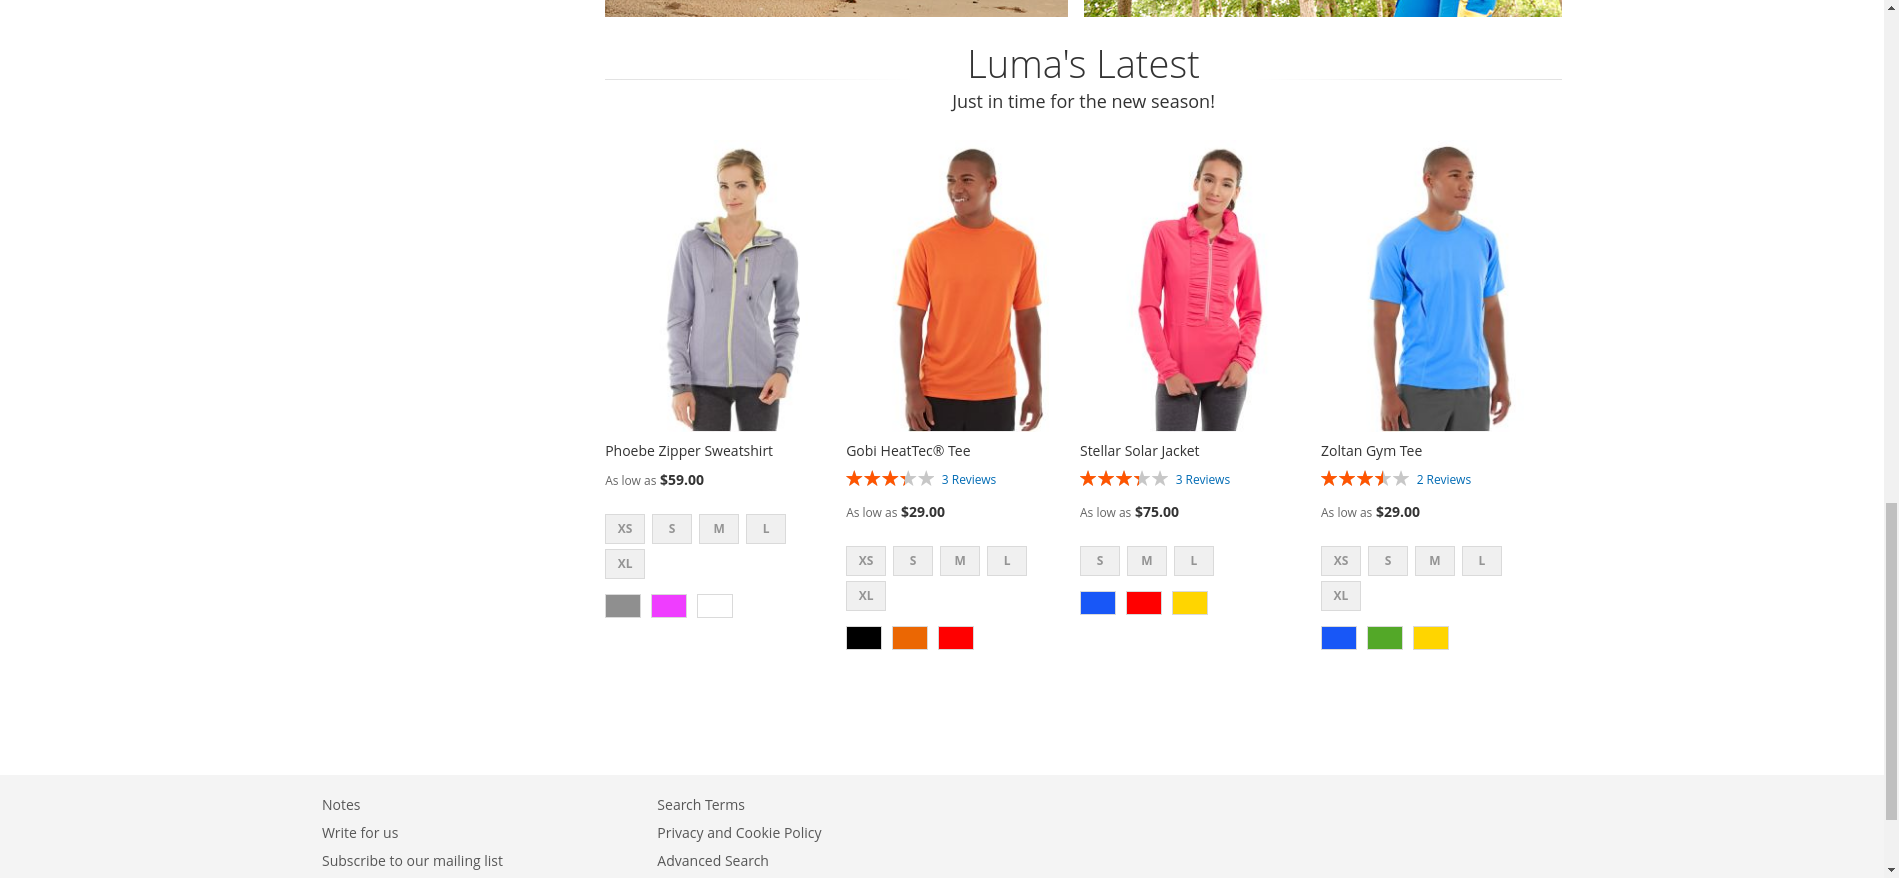 Luma's Latest
Just in time for the new season!
Phoebe Zipper Sweatshirt
As low as $59.00
XS S M L
XL
Gobi HeatTec® Tee
3 Reviews
As low as $29.00
XS S M L
XL
Stellar Solar Jacket
3 Reviews
As low as $75.00
S M L
Zoltan Gym Tee
2 Reviews
As low as $29.00
XS S M L
XL
Notes
Write for us
Subscribe to our mailing list
Search Terms
Privacy and Cookie Policy
Advanced Search